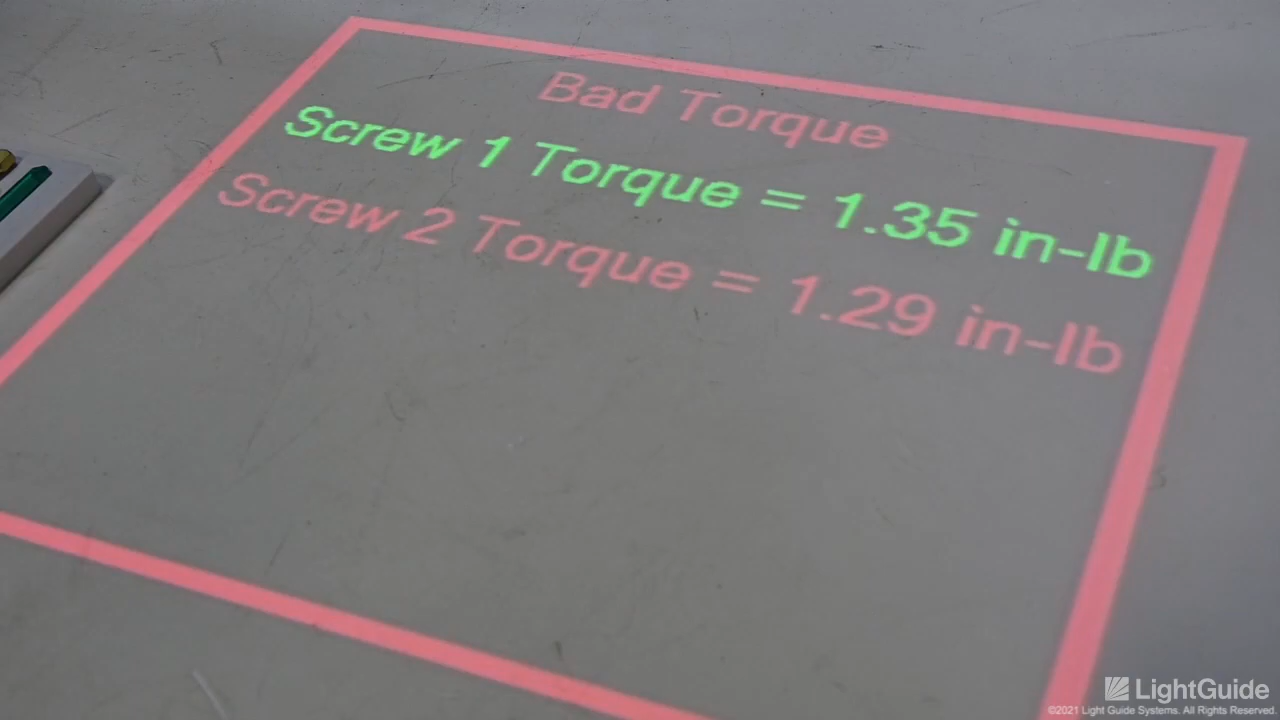 Bad Torque
Screw 1 Torque = 1.35 in-lb
Screw 2 Torque = 1.29 in-lb
LightGuide
©2021 Light Guide Systems. All Rights Reserved.